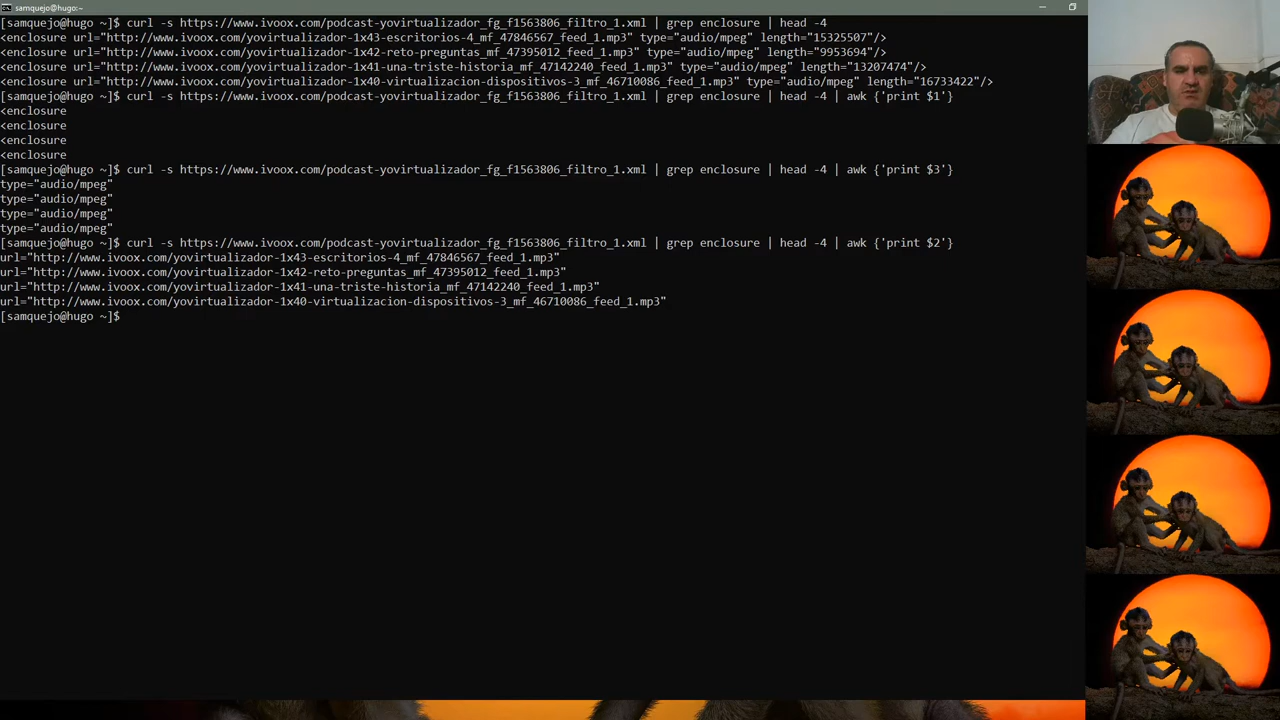 samquejo@hugo:~
[samquejo@hugo ~]$ curl -s https://www.ivoox.com/podcast-yovirtualizador_fg_f1563806_filtro_1.xml | grep enclosure | head -4
<enclosure url="http://www.ivoox.com/yovirtualizador-1x43-escritorios-4_mf_47846567_feed_1.mp3" type="audio/mpeg" length="15325507"/>
<enclosure url="http://www.ivoox.com/yovirtualizador-1x42-reto-preguntas_mf_47395012_feed_1.mp3" type="audio/mpeg" length="9953694"/>
<enclosure url="http://www.ivoox.com/yovirtualizador-1x41-una-triste-historia_mf_47142240_feed_1.mp3" type="audio/mpeg" length="13207474"/>
<enclosure url="http://www.ivoox.com/yovirtualizador-1x40-virtualizacion-dispositivos-3_mf_46710086_feed_1.mp3" type="audio/mpeg" length="16733422"/>
[samquejo@hugo ~]$ curl -s https://www.ivoox.com/podcast-yovirtualizador_fg_f1563806_filtro_1.xml | grep enclosure | head -4 | awk {'print $1'}
<enclosure
<enclosure
<enclosure
<enclosure
[samquejo@hugo ~]$ curl -s https://www.ivoox.com/podcast-yovirtualizador_fg_f1563806_filtro_1.xml | grep enclosure | head -4 | awk {'print $3'}
type="audio/mpeg"
type="audio/mpeg"
type="audio/mpeg"
type="audio/mpeg"
[samquejo@hugo ~]$ curl -s https://www.ivoox.com/podcast-yovirtualizador_fg_f1563806_filtro_1.xml | grep enclosure | head -4 | awk {'print $2'}
url="http://www.ivoox.com/yovirtualizador-1x43-escritorios-4_mf_47846567_feed_1.mp3"
url="http://www.ivoox.com/yovirtualizador-1x42-reto-preguntas_mf_47395012_feed_1.mp3"
url="http://www.ivoox.com/yovirtualizador-1x41-una-triste-historia_mf_47142240_feed_1.mp3"
url="http://www.ivoox.com/yovirtualizador-1x40-virtualizacion-dispositivos-3_mf_46710086_feed_1.mp3"
[samquejo@hugo ~]$